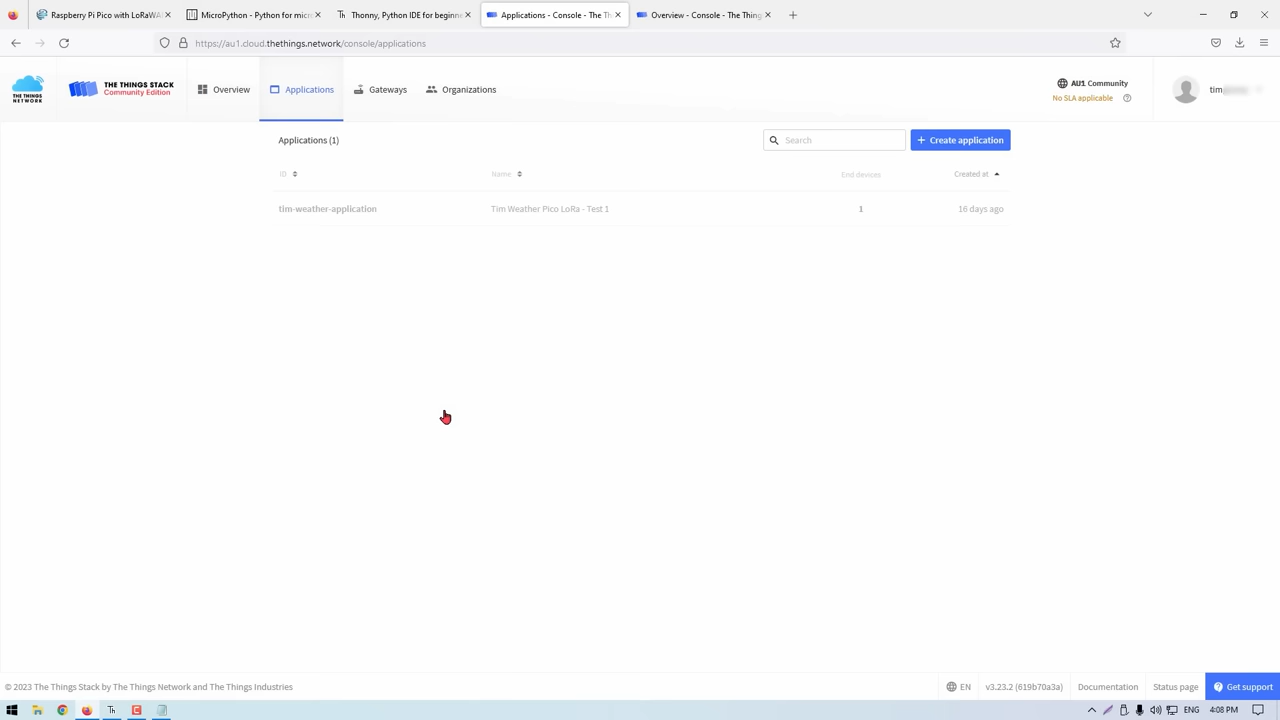 Raspberry Pi Pico with LoRaWA
MicroPython - Python for micro
Thonny, Python IDE for beginne
Applications - Console - The Th
Overview - Console - The Thing
https://au1.cloud.thethings.network/console/applications
THE THINGS
NETWORK
THE THINGS STACK
Community Edition
Overview
Applications
Gateways
Organizations
AU1 Community
No SLA applicable
tim
Applications (1)
Search
+ Create application
ID
Name
End devices
Created at
tim-weather-application
Tim Weather Pico LoRa - Test 1
1
16 days ago
© 2023 The Things Stack by The Things Network and The Things Industries
EN
v3.23.2 (619b70a3a)
Documentation
Status page
Get support
ENG
4:08 PM